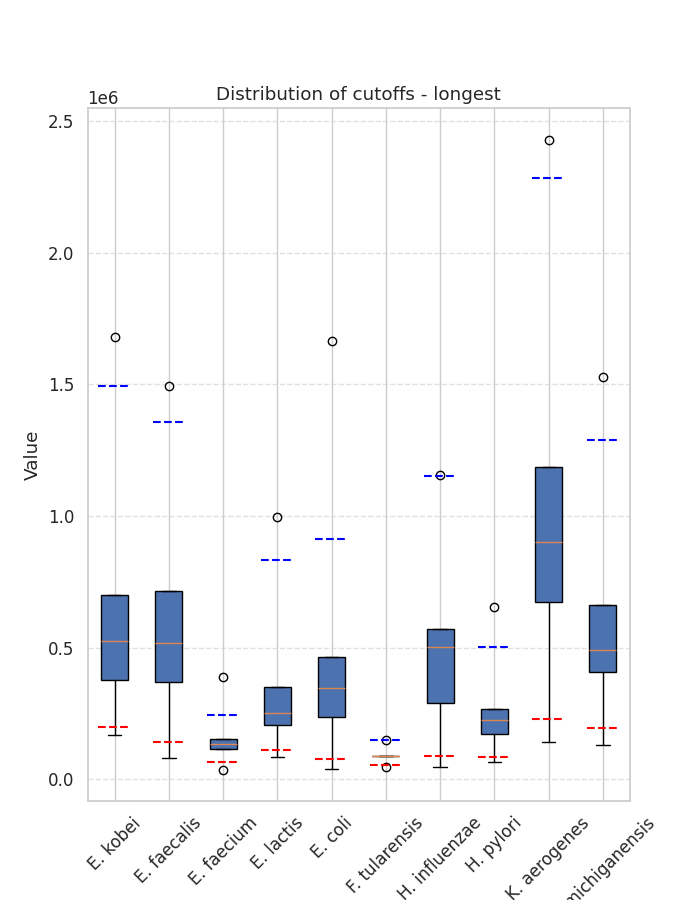 Distribution of cutoffs - longest
1e6
2.5
2.0
1.5
1.0
0.5
0.0
Value
E. kobei
E. faecalis
E. faecium
E. lactis
E. coli
F. tularensis
H. influenzae
H. pylori
K. aerogenes
michiganensis